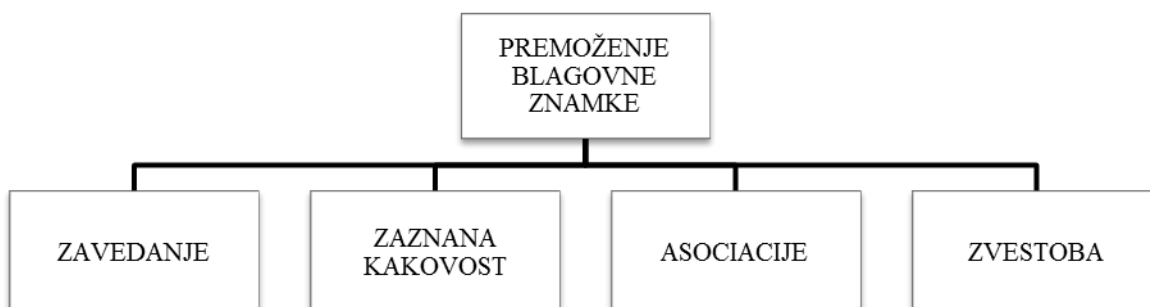 PREMOŽENJE
BLAGOVNE
ZNAMKE
ZAVEDANJE
ZAZNANA
KAKOVOST
ASOCIACIJE
ZVESTOBA